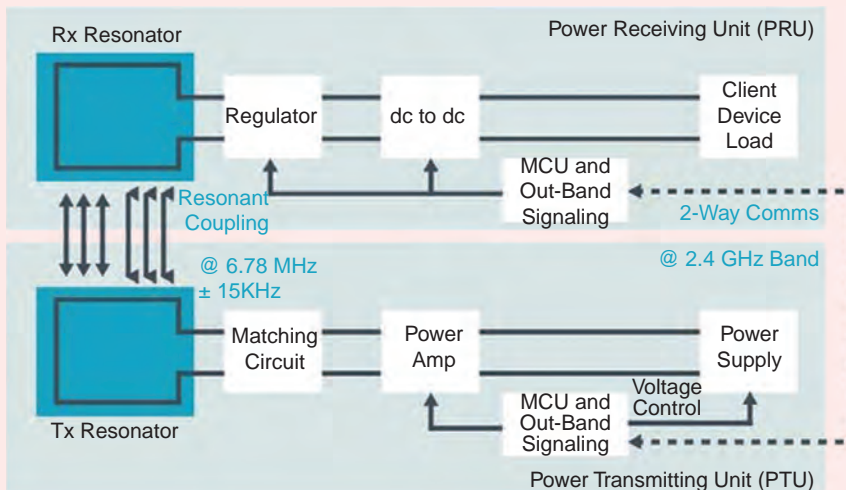 Power Receiving Unit (PRU)
Rx Resonator
Regulator
dc to dc
Client
Device
Load
MCU and
Out-Band
Signaling
Resonant
Coupling
2-Way Comms
@ 6.78 MHz
± 15KHz
@ 2.4 GHz Band
Matching
Circuit
Power
Amp
Power
Supply
Voltage
Control
MCU and
Out-Band
Signaling
Tx Resonator
Power Transmitting Unit (PTU)